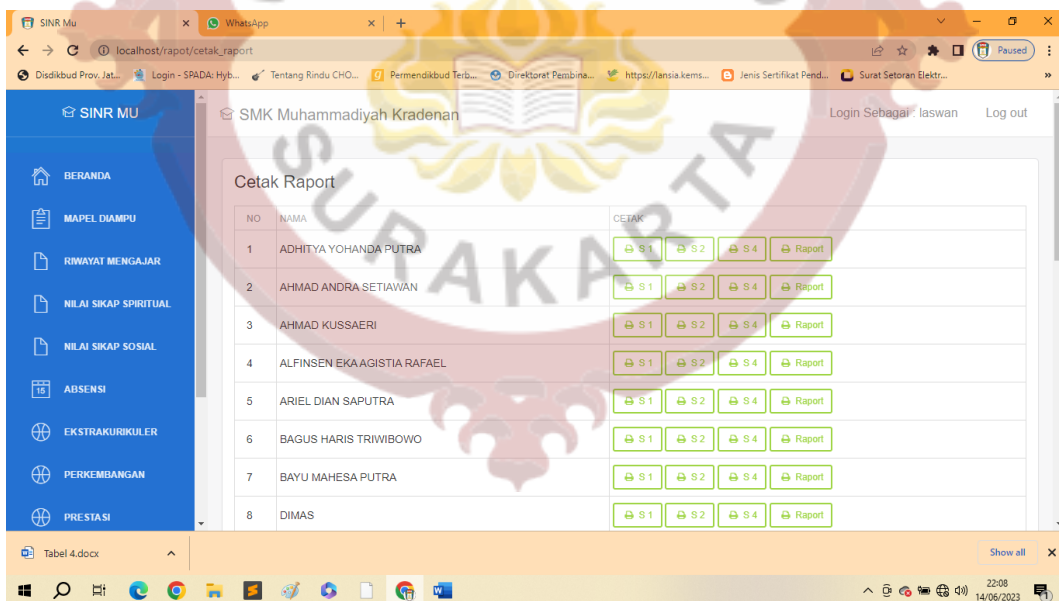 SINR Mu
WhatsApp
localhost/rapot/cetak_raport
Paused
Disdikbud Prov. Jat...
Login - SPADA: Hyb...
Tentang Rindu CHO...
Permendikbud Terb...
Direktorat Pembina...
https://lansia.kems...
Jenis Sertifikat Pend...
Surat Setoran Elektr...
SINR MU
SMK Muhammadiyah Kradenan
Login Sebagai : laswan
Log out
BERANDA
MAPEL DIAMPU
RIWAYAT MENGAJAR
NILAI SIKAP SPIRITUAL
NILAI SIKAP SOSIAL
15 ABSENSI
EKSTRAKURIKULER
PERKEMBANGAN
PRESTASI
SURAKARTA
Cetak Raport
NO NAMA CETAK
1 ADHITYA YOHANDA PUTRA S 1 S 2 S 4 Raport
2 AHMAD ANDRA SETIAWAN S 1 S 2 S 4 Raport
3 AHMAD KUSSAERI S 1 S 2 S 4 Raport
4 ALFINSEN EKA AGISTIA RAFAEL S 1 S 2 S 4 Raport
5 ARIEL DIAN SAPUTRA S 1 S 2 S 4 Raport
6 BAGUS HARIS TRIWIBOWO S 1 S 2 S 4 Raport
7 BAYU MAHESA PUTRA S 1 S 2 S 4 Raport
8 DIMAS S 1 S 2 S 4 Raport
Tabel 4.docx
Show all
22:08
14/06/2023